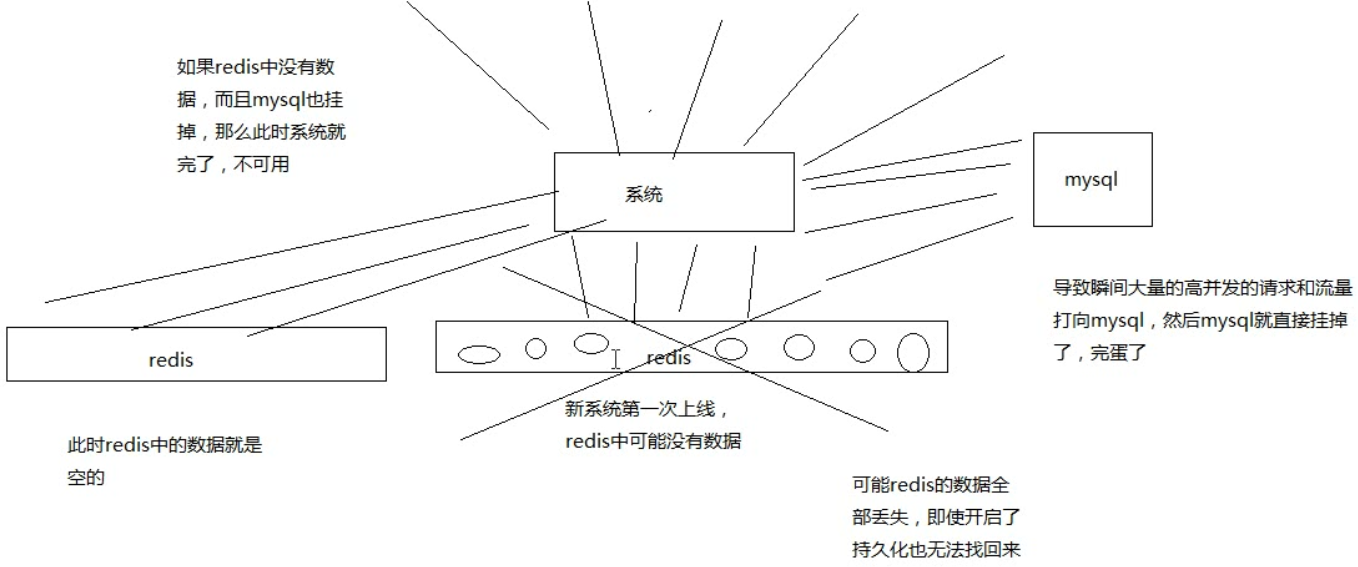 如果redis中没有数
据，而且mysql也挂
掉，那么此时系统就
完了，不可用
系统
mysql
导致瞬间大量的高并发的请求和流量
打向mysql，然后mysql就直接挂掉
了，完蛋了
redis
redis
新系统第一次上线，
redis中可能没有数据
此时redis中的数据就是
空的
可能redis的数据全
部丢失，即使开启了
持久化也无法找回来